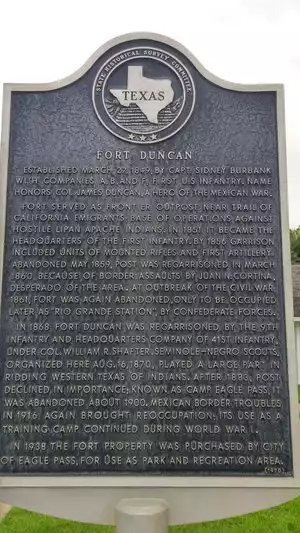 STATE HISTORICAL SURVEY COMMITTEE
TEXAS
FORT DUNCAN
ESTABLISHED MARCH 27, 1849, BY CAPT. SIDNEY BURBANK
WITH COMPANIES A, B, AND F, FIRST U.S. INFANTRY. NAME
HONORS COL. JAMES DUNCAN, A HERO OF THE MEXICAN WAR.
FORT SERVED AS FRONTIER OUTPOST NEAR TRAIL OF
CALIFORNIA EMIGRANTS; BASE OF OPERATIONS AGAINST
HOSTILE LIPAN APACHE INDIANS. IN 1851 IT BECAME THE
HEADQUARTERS OF THE FIRST INFANTRY. BY 1856 GARRISON
INCLUDED UNITS OF MOUNTED RIFLES AND FIRST ARTILLERY.
ABANDONED MAY, 1859, POST WAS REGARRISONED IN MARCH
1860, BECAUSE OF BORDER ASSAULTS BY JUAN N. CORTINA,
DESPERADO OF THE AREA. AT OUTBREAK OF THE CIVIL WAR
1861, FORT WAS AGAIN ABANDONED, ONLY TO BE OCCUPIED
LATER AS "RIO GRANDE STATION", BY CONFEDERATE FORCES.
IN 1868, FORT DUNCAN WAS REGARRISONED, BY THE 9TH
INFANTRY AND HEADQUARTERS COMPANY OF 41ST INFANTRY,
UNDER COL. WILLIAM R. SHAFTER. SEMINOLE-NEGRO SCOUTS,
ORGANIZED HERE AUG. 16, 1870, PLAYED A LARGE PART IN
RIDDING WESTERN TEXAS OF INDIANS. AFTER 1883, POST
DECLINED IN IMPORTANCE; KNOWN AS CAMP EAGLE PASS, IT
WAS ABANDONED ABOUT 1900. MEXICAN BORDER TROUBLES
IN 1916 AGAIN BROUGHT REOCCUPATION; ITS USE AS A
TRAINING CAMP CONTINUED DURING WORLD WAR I.
IN 1938 THE FORT PROPERTY WAS PURCHASED BY CITY
OF EAGLE PASS, FOR USE AS PARK AND RECREATION AREA.